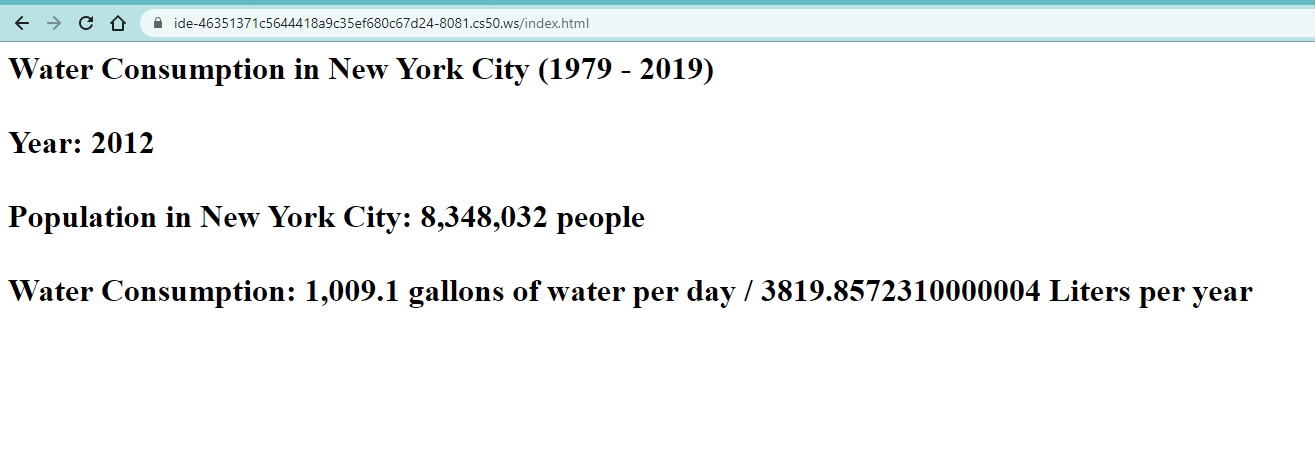 ide-46351371c5644418a9c35ef680c67d24-8081.cs50.ws/index.html
Water Consumption in New York City (1979 - 2019)
Year: 2012
Population in New York City: 8,348,032 people
Water Consumption: 1,009.1 gallons of water per day / 3819.8572310000004 Liters per year